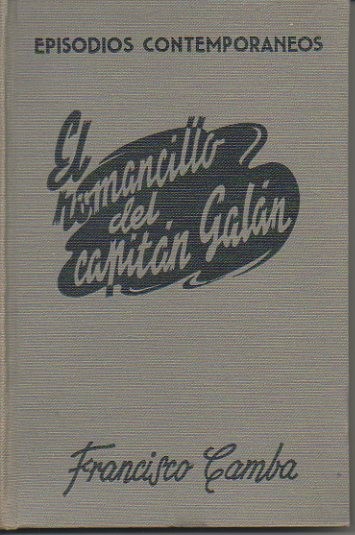 EPISODIOS CONTEMPORANEOS
El
romancillo
del
capitán Galán
Francisco Camba